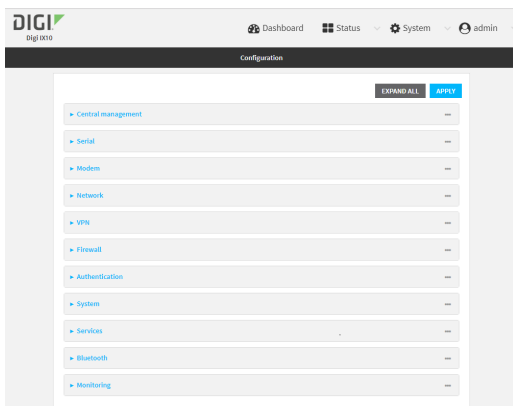 DIGI
Digi IX10
Dashboard Status System admin
Configuration
EXPAND ALL APPLY
Central management
Serial
Modem
Network
VPN
Firewall
Authentication
System
Services
Bluetooth
Monitoring